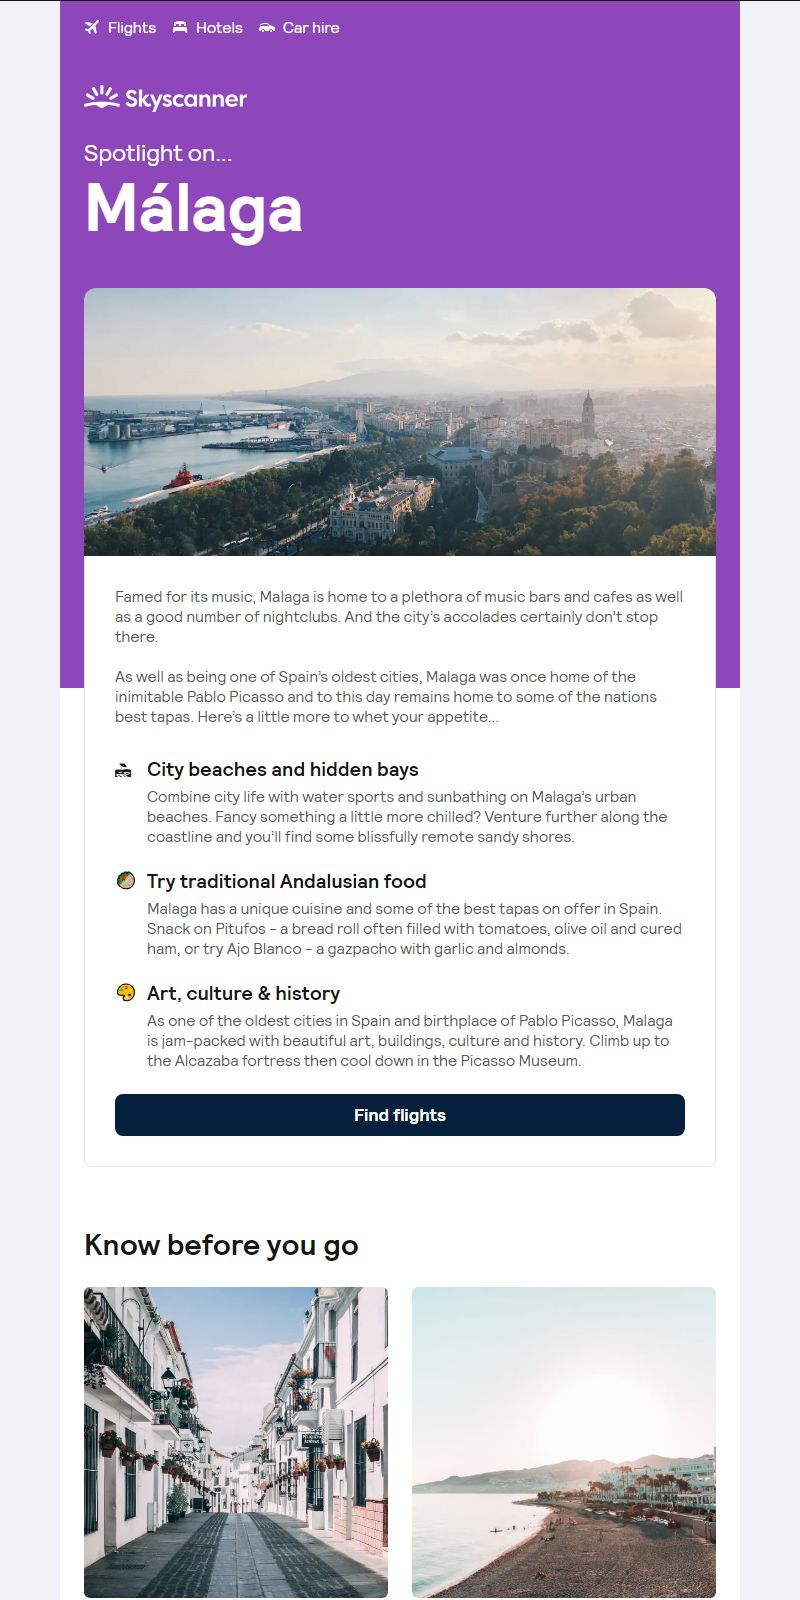 Flights Hotels Car hire
Skyscanner
Spotlight on...
Málaga
Famed for its music, Malaga is home to a plethora of music bars and cafes as well
as a good number of nightclubs. And the city's accolades certainly don't stop
there.
As well as being one of Spain's oldest cities, Malaga was once home of the
inimitable Pablo Picasso and to this day remains home to some of the nations
best tapas. Here's a little more to whet your appetite...
City beaches and hidden bays
Combine city life with water sports and sunbathing on Malaga's urban
beaches. Fancy something a little more chilled? Venture further along the
coastline and you'll find some blissfully remote sandy shores.
Try traditional Andalusian food
Malaga has a unique cuisine and some of the best tapas on offer in Spain.
Snack on Pitufos - a bread roll often filled with tomatoes, olive oil and cured
ham, or try Ajo Blanco - a gazpacho with garlic and almonds.
Art, culture & history
As one of the oldest cities in Spain and birthplace of Pablo Picasso, Malaga
is jam-packed with beautiful art, buildings, culture and history. Climb up to
the Alcazaba fortress then cool down in the Picasso Museum.
Find flights
Know before you go